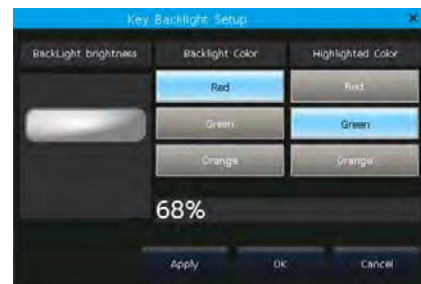 Key Backlight Setup ×
BackLight brightness Backlight Color Highlighted Color
Red Red
Green Green
Orange Orange
68%
Apply OK Cancel